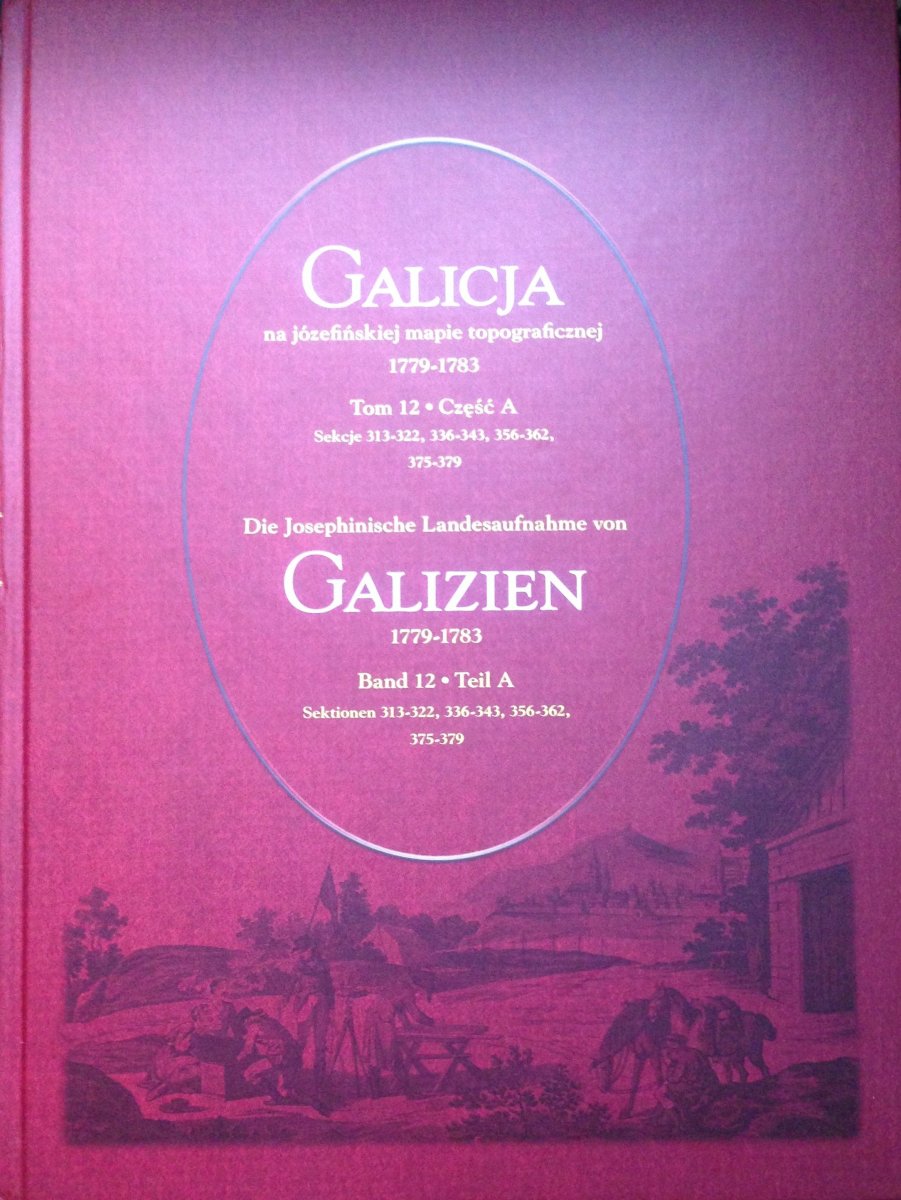 GALICJA
na józefińskiej mapie topograficznej
1779-1783
Tom 12 • Część A
Sekcje 313-322, 336-343, 356-362,
375-379
Die Josephinische Landesaufnahme von
GALIZIEN
1779-1783
Band 12 • Teil A
Sektionen 313-322, 336-343, 356-362,
375-379